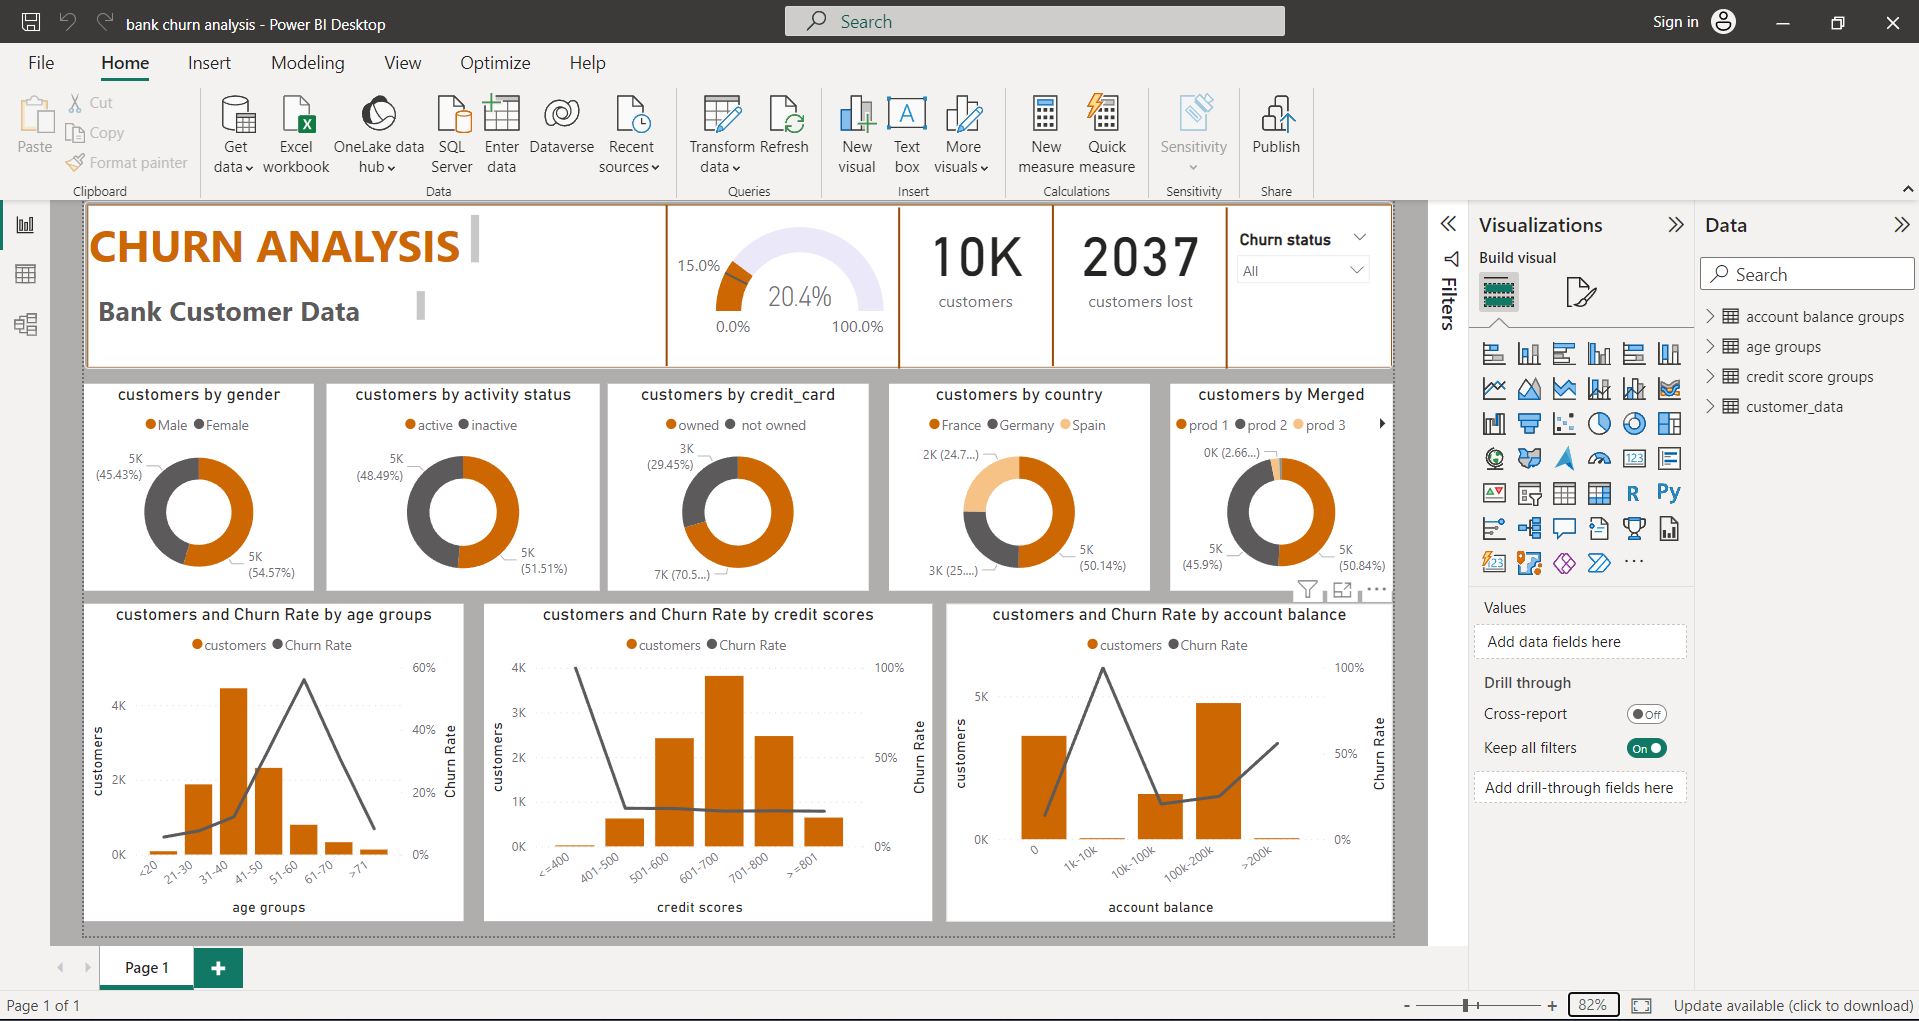 bank churn analysis - Power BI Desktop
Search
Sign in
File Home Insert Modeling View Optimize Help
Paste
Cut
Copy
Format painter
Clipboard
Get data
Excel workbook
OneLake data hub
SQL Server
Enter data
Dataverse
Recent sources
Data
Transform data
Refresh
Queries
New visual
Text box
More visuals
Insert
New measure
Quick measure
Calculations
Sensitivity
Sensitivity
Publish
Share
CHURN ANALYSIS
Bank Customer Data
15.0%
20.4%
0.0% 100.0%
10K
customers
2037
customers lost
Churn status
All
customers by gender
Male Female
5K
(45.43%)
5K
(54.57%)
customers by activity status
active inactive
5K
(48.49%)
5K
(51.51%)
customers by credit_card
owned not owned
3K
(29.45%)
7K (70.5...)
customers by country
France Germany Spain
2K (24.7...)
3K (25....)
5K
(50.14%)
customers by Merged
prod 1 prod 2 prod 3
0K (2.66...)
5K
(45.9%)
5K
(50.84%)
customers and Churn Rate by age groups
customers Churn Rate
4K
2K
0K
customers
60%
40%
20%
0%
Churn Rate
<20 21-30 31-40 41-50 51-60 61-70 >71
age groups
customers and Churn Rate by credit scores
customers Churn Rate
4K
3K
2K
1K
0K
customers
100%
50%
0%
Churn Rate
<=400 401-500 501-600 601-700 701-800 >=801
credit scores
customers and Churn Rate by account balance
customers Churn Rate
5K
0K
customers
100%
50%
0%
Churn Rate
0 1k-10k 10k-100k 100k-200k >200k
account balance
Filters
Visualizations
Build visual
123
R
Py
123
Values
Add data fields here
Drill through
Cross-report
Off
Keep all filters
On
Add drill-through fields here
Data
Search
account balance groups
age groups
credit score groups
customer_data
Page 1
Page 1 of 1
82%
Update available (click to download)